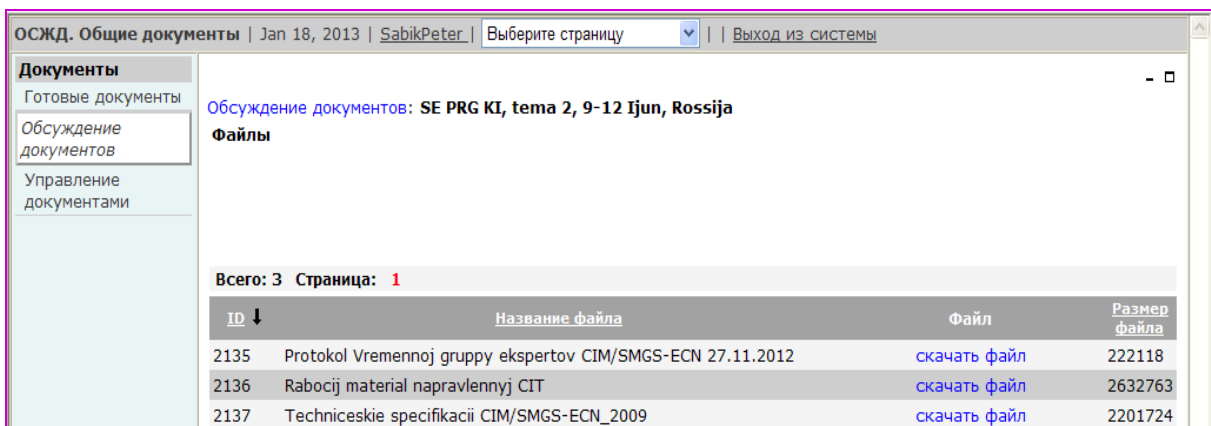 ОСЖД. Общие документы | Jan 18, 2013 | SabikPeter | Выберите страницу | | Выход из системы
Документы
Готовые документы
Обсуждение
документов
Управление
документами
Обсуждение документов: SE PRG KI, tema 2, 9-12 Ijun, Rossija
Файлы
Всего: 3 Страница: 1
ID Название файла Файл Размер файла
2135 Protokol Vremennoj gruppy ekspertov CIM/SMGS-ECN 27.11.2012 скачать файл 222118
2136 Rabocij material napravlennyj CIT скачать файл 2632763
2137 Techniceskie specifikacii CIM/SMGS-ECN_2009 скачать файл 2201724